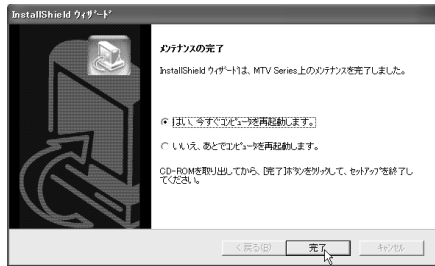 InstallShield ウィザード
メンテナンスの完了
InstallShield ウィザードは、MTV Series上のメンテナンスを完了しました。
はい、今すぐコンピュータを再起動します。
いいえ、あとでコンピュータを再起動します。
CD-ROMを取り出してから、[完了]ボタンをクリックして、セットアップを終了し
てください。
< 戻る(B)
完了
キャンセル